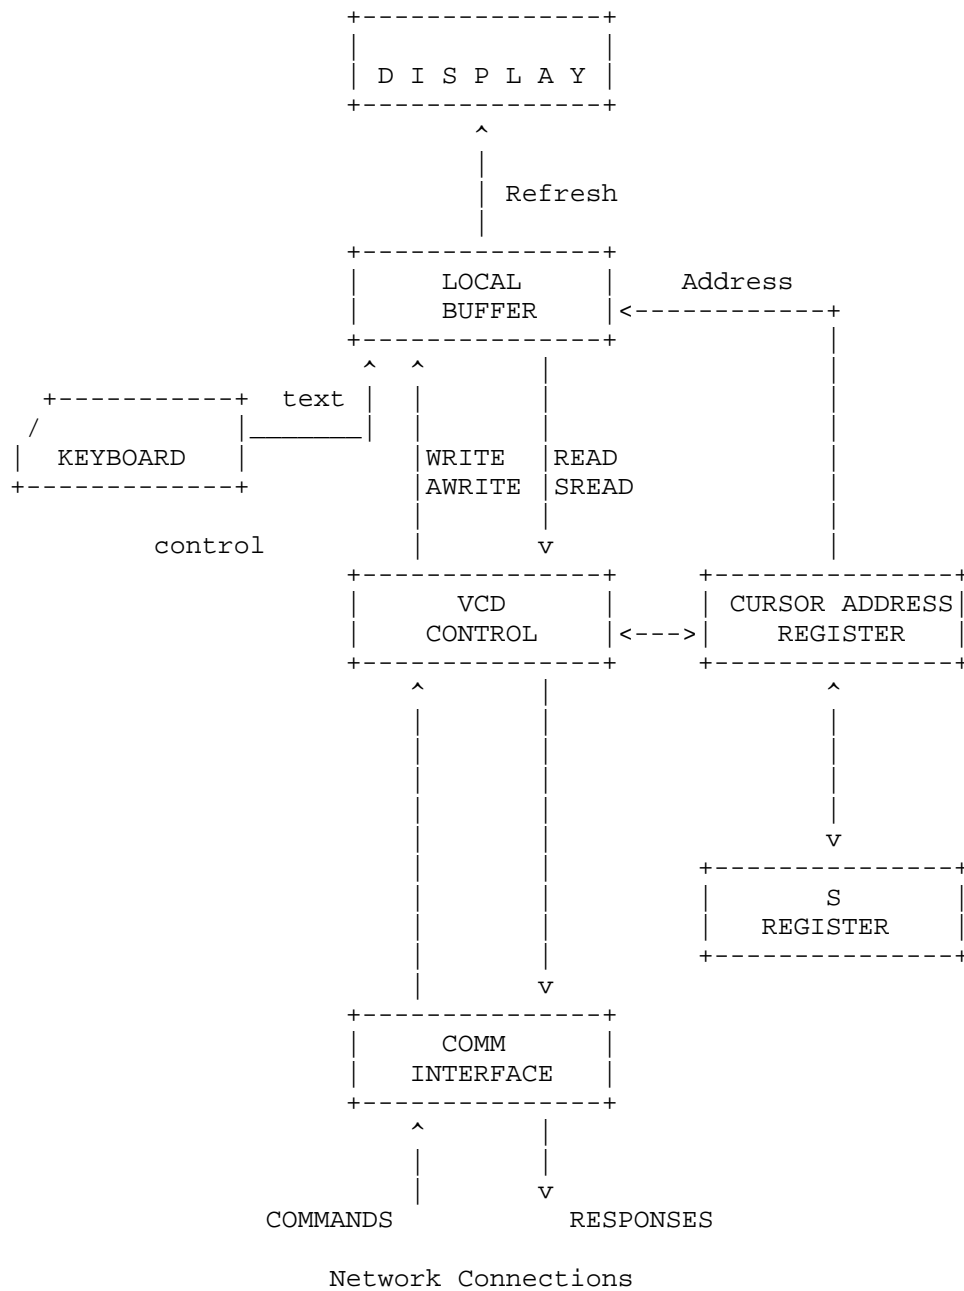 D I S P L A Y
Refresh
LOCAL
BUFFER
Address
text
KEYBOARD
WRITE READ
AWRITE SREAD
control
VCD
CONTROL
CURSOR ADDRESS
REGISTER
S
REGISTER
COMM
INTERFACE
COMMANDS RESPONSES
Network Connections